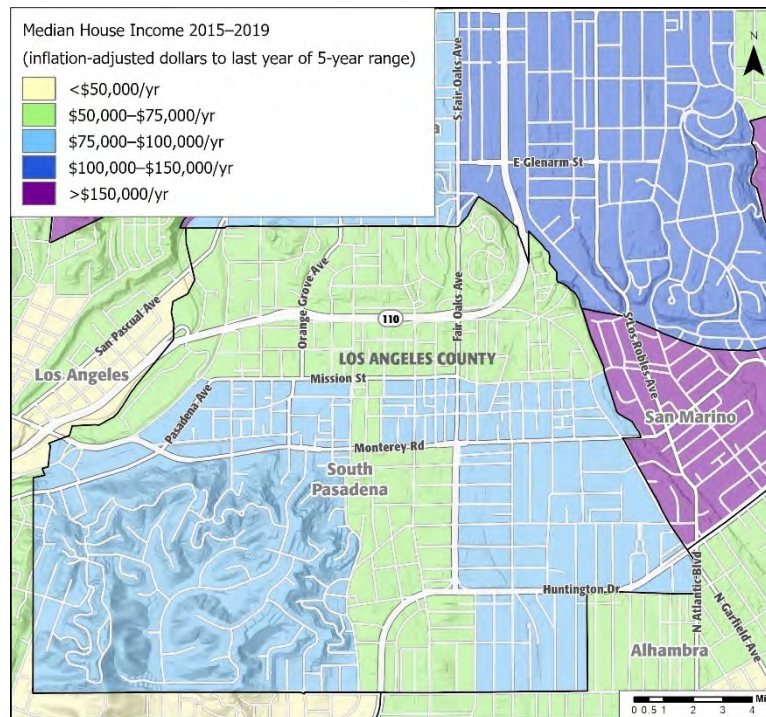 Median House Income 2015–2019
(inflation-adjusted dollars to last year of 5-year range)
<$50,000/yr
$50,000–$75,000/yr
$75,000–$100,000/yr
$100,000–$150,000/yr
>$150,000/yr
N
S Fair Oaks Ave
E Glenarm St
San Pascual Ave
Orange Grove Ave
Fair Oaks Ave
110
S Los Robles Ave
LOS ANGELES COUNTY
Los Angeles
Mission St
Pasadena Ave
San Marino
Monterey Rd
South
Pasadena
Huntington Dr
N Atlantic Blvd
N Garfield Ave
Alhambra
0 0.5 1 2 3 4